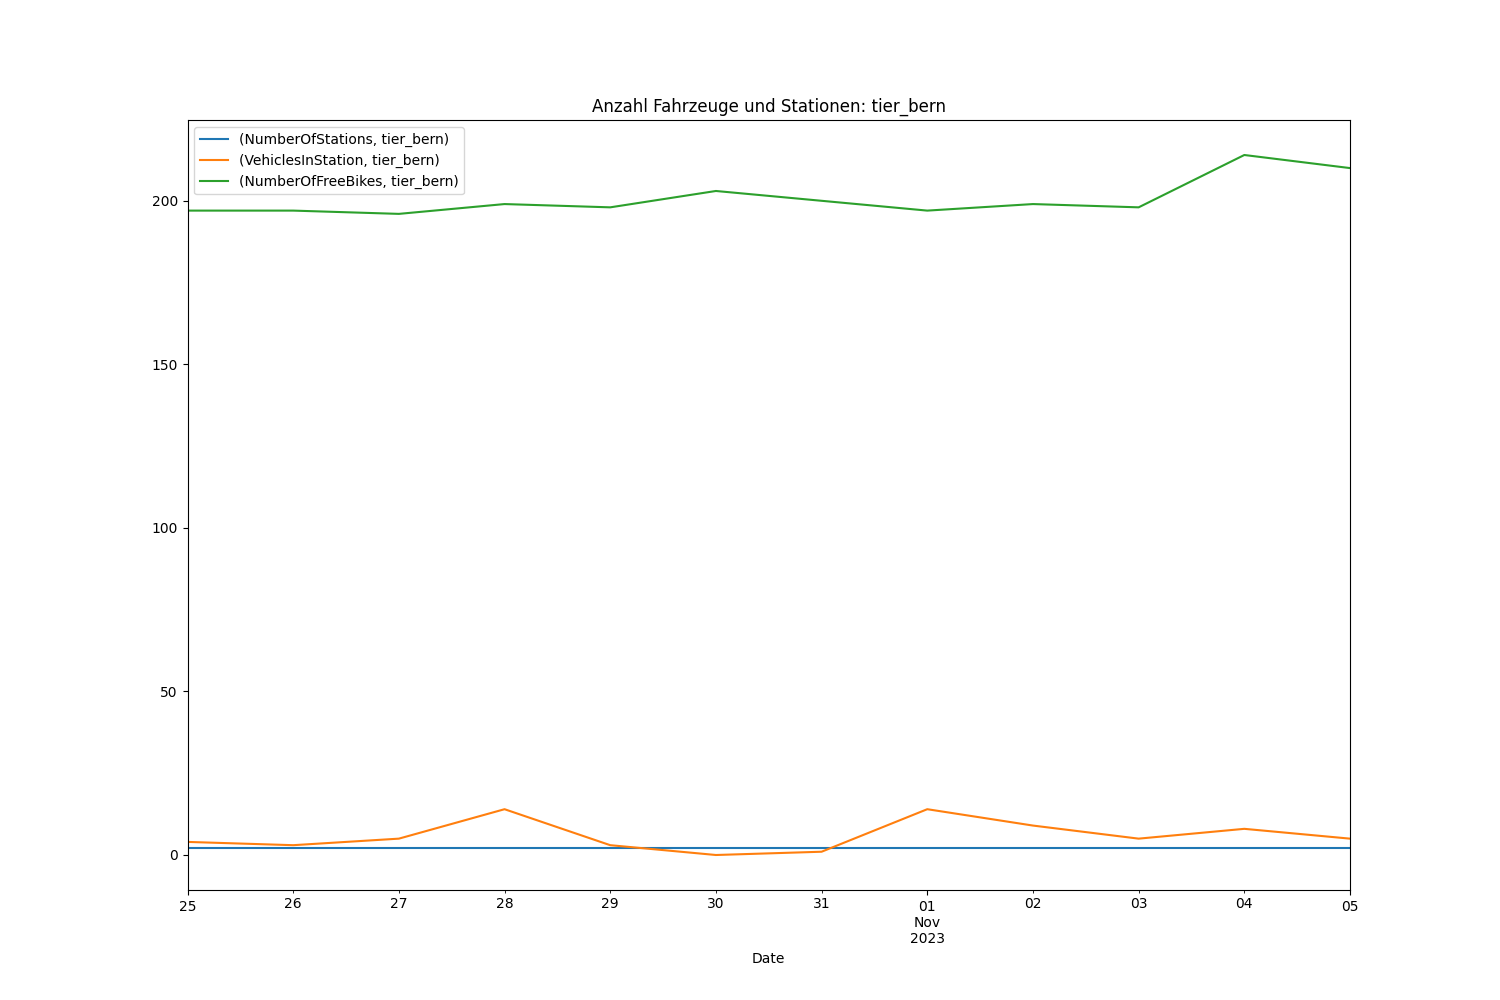 Anzahl Fahrzeuge und Stationen: tier_bern
(NumberOfStations, tier_bern)
(VehiclesInStation, tier_bern)
(NumberOfFreeBikes, tier_bern)
200
150
100
50
0
25 26 27 28 29 30 31 01 02 03 04 05
Nov
2023
Date